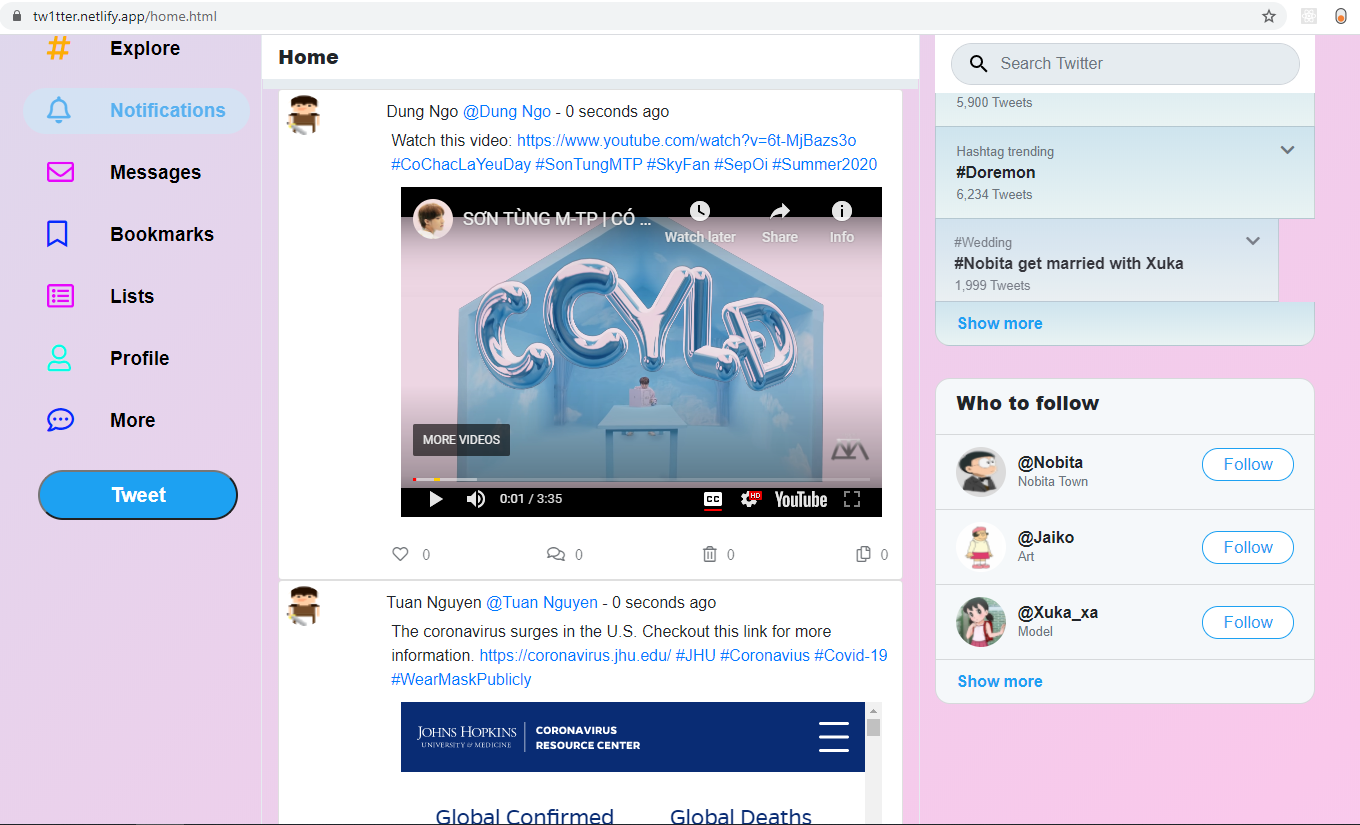 tw1tter.netlify.app/home.html
# Explore
Notifications
Messages
Bookmarks
Lists
Profile
More
Tweet
Home
Dung Ngo @Dung Ngo - 0 seconds ago
Watch this video: https://www.youtube.com/watch?v=6t-MjBazs3o
#CoChacLaYeuDay #SonTungMTP #SkyFan #SepOi #Summer2020
SƠN TÙNG M-TP | CÓ ...
Watch later
Share
Info
CCYLD
MORE VIDEOS
0:01 / 3:35
CC
HD
YouTube
0
0
0
0
Tuan Nguyen @Tuan Nguyen - 0 seconds ago
The coronavirus surges in the U.S. Checkout this link for more
information. https://coronavirus.jhu.edu/ #JHU #Coronavius #Covid-19
#WearMaskPublicly
JOHNS HOPKINS
UNIVERSITY & MEDICINE
CORONAVIRUS
RESOURCE CENTER
Global Confirmed
Global Deaths
Search Twitter
5,900 Tweets
Hashtag trending
#Doremon
6,234 Tweets
#Wedding
#Nobita get married with Xuka
1,999 Tweets
Show more
Who to follow
@Nobita
Nobita Town
Follow
@Jaiko
Art
Follow
@Xuka_xa
Model
Follow
Show more